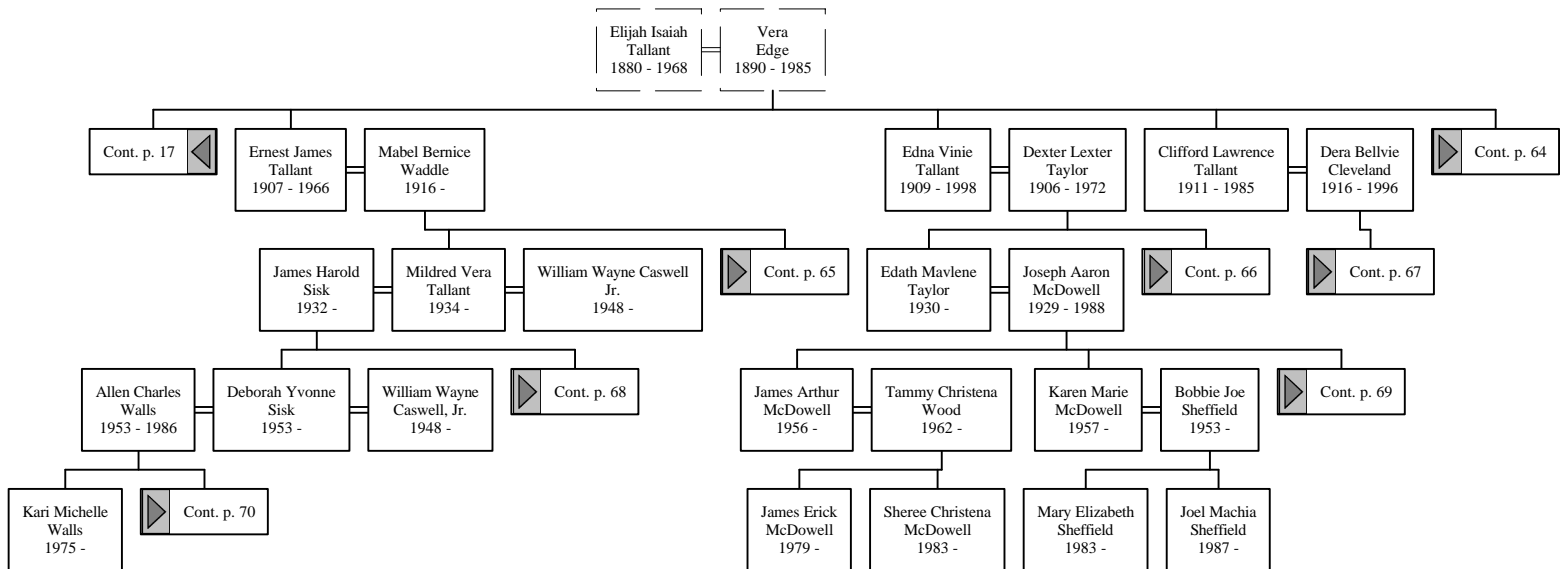 Elijah Isaiah
Tallant
1880 - 1968
Vera
Edge
1890 - 1985
Cont. p. 17
Ernest James
Tallant
1907 - 1966
Mabel Bernice
Waddle
1916 -
Edna Vinie
Tallant
1909 - 1998
Dexter Lexter
Taylor
1906 - 1972
Clifford Lawrence
Tallant
1911 - 1985
Dera Bellvie
Cleveland
1916 - 1996
Cont. p. 64
James Harold
Sisk
1932 -
Mildred Vera
Tallant
1934 -
William Wayne Caswell
Jr.
1948 -
Cont. p. 65
Edath Mavlene
Taylor
1930 -
Joseph Aaron
McDowell
1929 - 1988
Cont. p. 66
Cont. p. 67
Allen Charles
Walls
1953 - 1986
Deborah Yvonne
Sisk
1953 -
William Wayne
Caswell, Jr.
1948 -
Cont. p. 68
James Arthur
McDowell
1956 -
Tammy Christena
Wood
1962 -
Karen Marie
McDowell
1957 -
Bobbie Joe
Sheffield
1953 -
Cont. p. 69
Kari Michelle
Walls
1975 -
Cont. p. 70
James Erick
McDowell
1979 -
Sheree Christena
McDowell
1983 -
Mary Elizabeth
Sheffield
1983 -
Joel Machia
Sheffield
1987 -